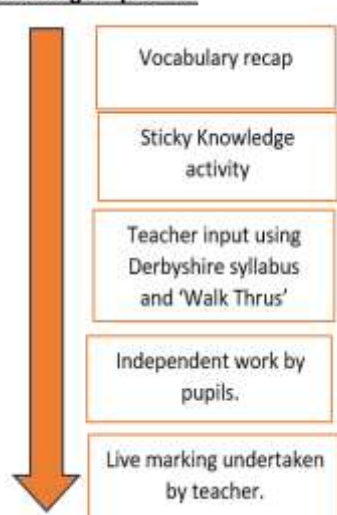 Vocabulary recap
Sticky Knowledge
activity
Teacher input using
Derbyshire syllabus
and ‘Walk Thrus’
Independent work by
pupils.
Live marking undertaken
by teacher.